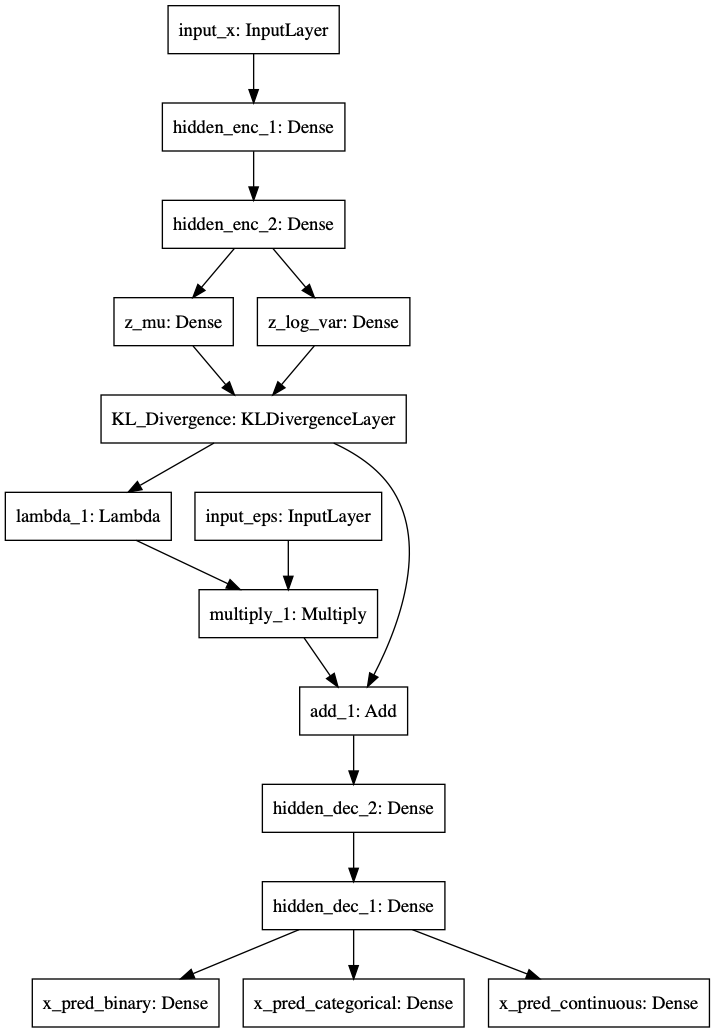 input_x: InputLayer
hidden_enc_1: Dense
hidden_enc_2: Dense
z_mu: Dense
z_log_var: Dense
KL_Divergence: KLDivergenceLayer
lambda_1: Lambda
input_eps: InputLayer
multiply_1: Multiply
add_1: Add
hidden_dec_2: Dense
hidden_dec_1: Dense
x_pred_binary: Dense
x_pred_categorical: Dense
x_pred_continuous: Dense